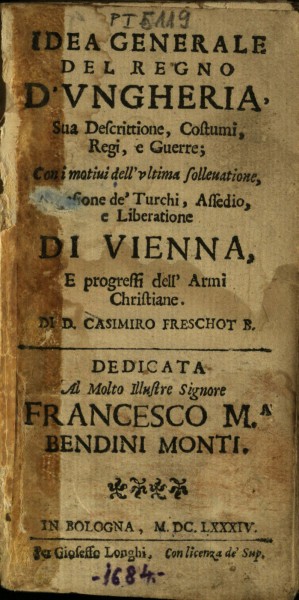 PT 5119
IDEA GENERALE
DEL REGNO
D'VNGHERIA,
Sua Deſcrittione, Coſtumi,
Regi, e Guerre;
Con i motiui dell'vltima ſolleuatione,
ſione de' Turchi, Aſſedio,
e Liberatione
DI VIENNA,
E progreſſi dell' Armi
Chriſtiane.
DI D. CASIMIRO FRESCHOT B.
DEDICATA
Al Molto Illuſtre Signore
FRANCESCO M.ᴬ
BENDINI MONTI.
IN BOLOGNA, M. DC. LXXXIV.
Per Gioſeffo Longhi, Con licenza de' Sup.
-1684.-